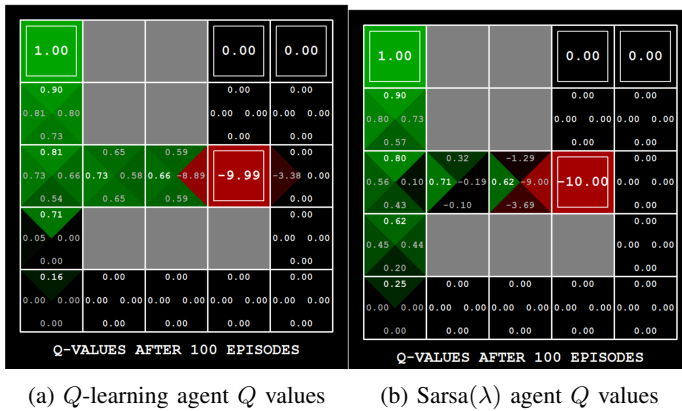 1.00 0.00 0.00
0.90 0.00 0.00
0.81 0.80 0.00 0.00 0.00 0.00
0.73 0.00 0.00
0.81 0.65 0.59 0.00
0.73 0.66 0.73 0.58 0.66 -8.89 -9.99 -3.38 0.00
0.54 0.65 0.59 0.00
0.71 0.00
0.05 0.00 0.00 0.00
0.00 0.00
0.16 0.00 0.00 0.00 0.00
0.00 0.00 0.00 0.00 0.00 0.00 0.00 0.00 0.00 0.00
0.00 0.00 0.00 0.00 0.00
Q-VALUES AFTER 100 EPISODES
(a) Q-learning agent Q values
1.00 0.00 0.00
0.90 0.00 0.00
0.80 0.73 0.00 0.00 0.00 0.00
0.57 0.00 0.00
0.80 0.32 -1.29 0.00
0.56 0.10 0.71 -0.19 0.62 -9.00 -10.00 0.00 0.00
0.43 -0.10 -3.69 0.00
0.62 0.00
0.45 0.44 0.00 0.00
0.20 0.00
0.25 0.00 0.00 0.00 0.00
0.00 0.00 0.00 0.00 0.00 0.00 0.00 0.00 0.00 0.00
0.00 0.00 0.00 0.00 0.00
Q-VALUES AFTER 100 EPISODES
(b) Sarsa(λ) agent Q values